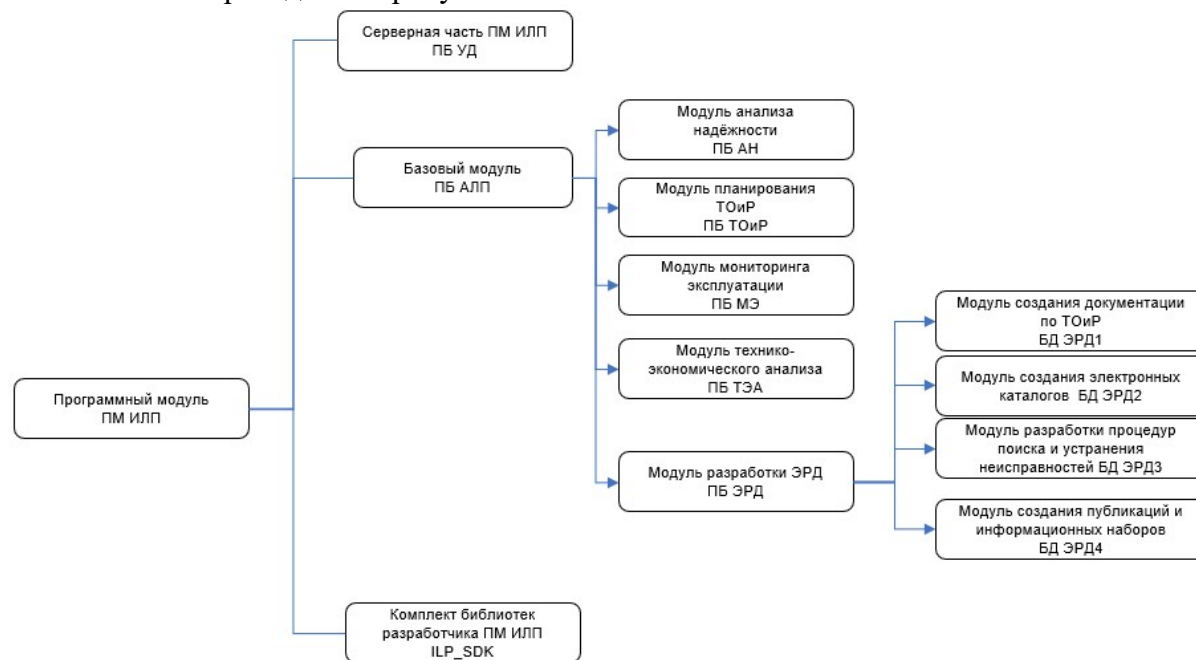 Серверная часть ПМ ИЛП
ПБ УД
Модуль анализа
надёжности
ПБ АН
Базовый модуль
ПБ АЛП
Модуль планирования
ТОиР
ПБ ТОиР
Модуль мониторинга
эксплуатации
ПБ МЭ
Модуль создания документации
по ТОиР
БД ЭРД1
Модуль технико-
экономического анализа
ПБ ТЭА
Модуль создания электронных
каталогов БД ЭРД2
Программный модуль
ПМ ИЛП
Модуль разработки процедур
поиска и устранения
неисправностей БД ЭРД3
Модуль разработки ЭРД
ПБ ЭРД
Модуль создания публикаций и
информационных наборов
БД ЭРД4
Комплект библиотек
разработчика ПМ ИЛП
ILP_SDK